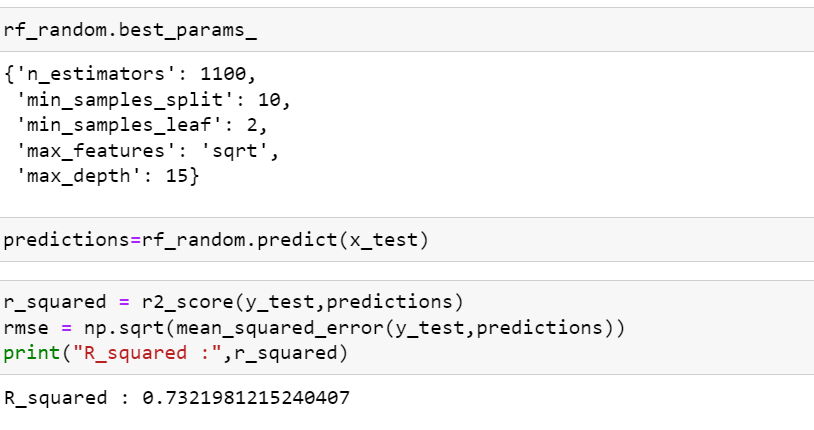 rf_random.best_params_
{'n_estimators': 1100,
 'min_samples_split': 10,
 'min_samples_leaf': 2,
 'max_features': 'sqrt',
 'max_depth': 15}
predictions=rf_random.predict(x_test)
r_squared = r2_score(y_test,predictions)
rmse = np.sqrt(mean_squared_error(y_test,predictions))
print("R_squared :",r_squared)
R_squared : 0.7321981215240407